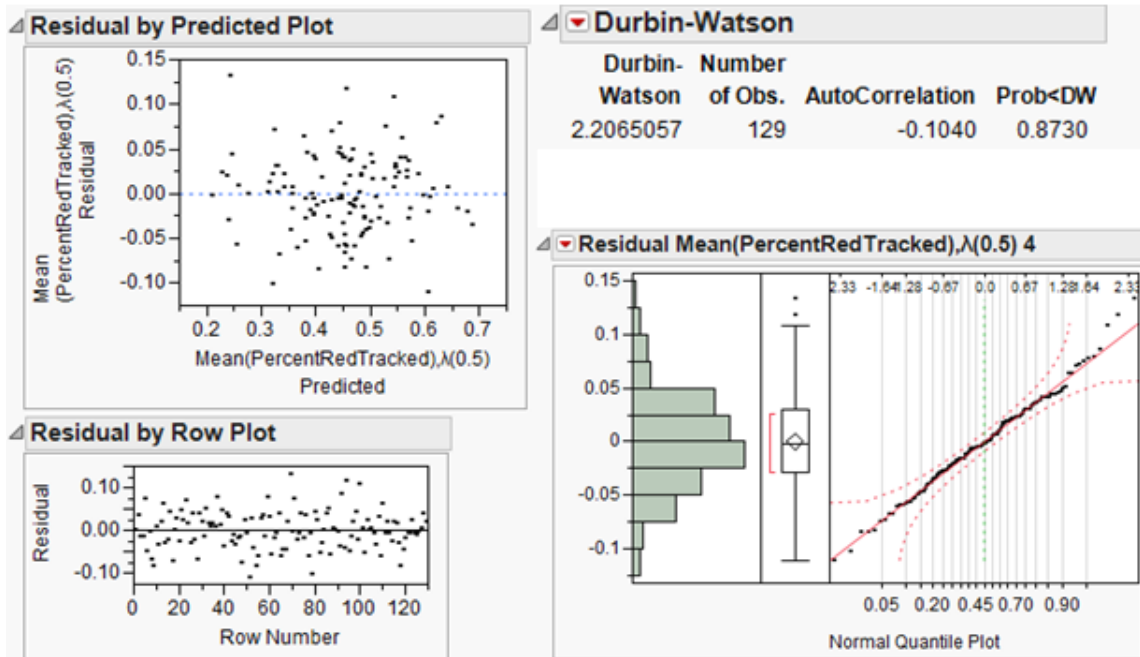 Residual by Predicted Plot
Mean
(PercentRedTracked),λ(0.5)
Residual
0.15
0.10
0.05
0.00
-0.05
-0.10
0.2 0.3 0.4 0.5 0.6 0.7
Mean(PercentRedTracked),λ(0.5)
Predicted
Durbin-Watson
Durbin- Number
Watson of Obs. AutoCorrelation Prob<DW
2.2065057 129 -0.1040 0.8730
Residual by Row Plot
Residual
0.10
0.00
-0.10
0 20 40 60 80 100 120
Row Number
Residual Mean(PercentRedTracked),λ(0.5) 4
2.33 -1.64 -1.28 -0.67 0.0 0.67 1.28 1.64 2.33
0.15
0.1
0.05
0
-0.05
-0.1
0.05 0.20 0.45 0.70 0.90
Normal Quantile Plot